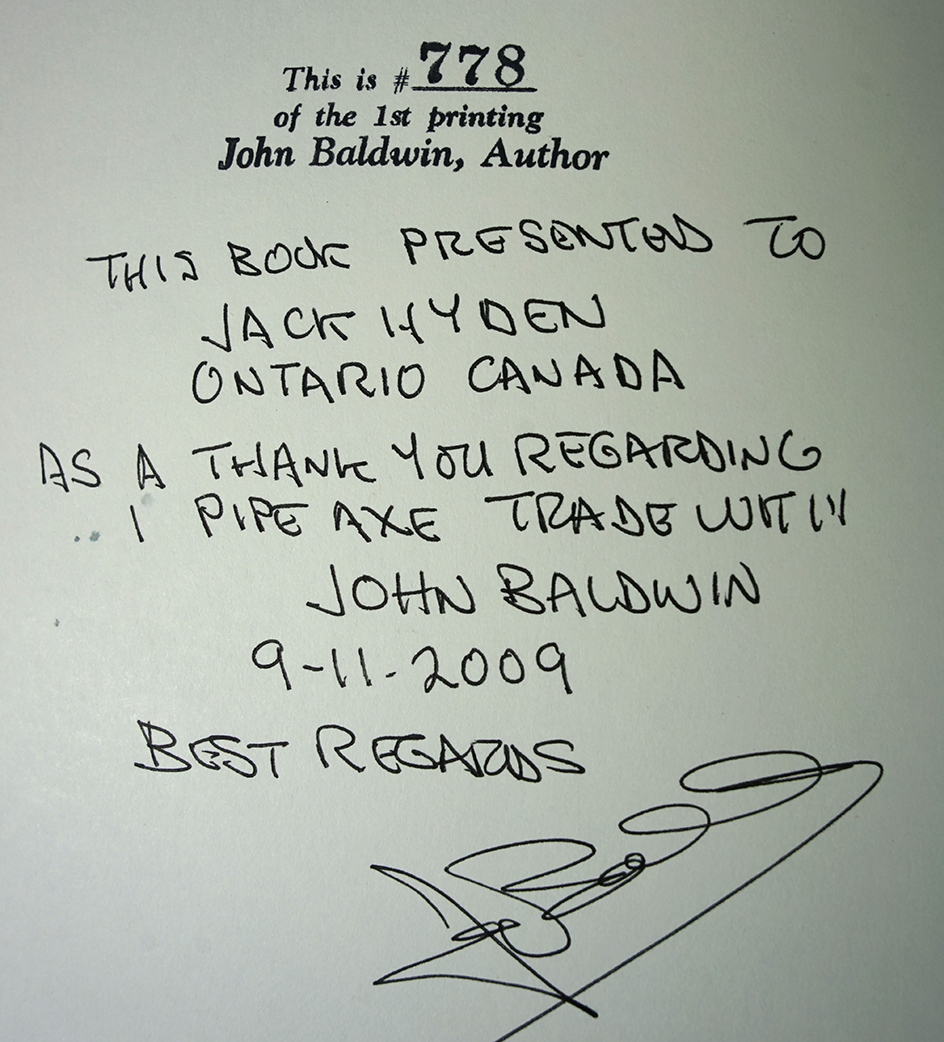 This is #778
of the 1st printing
John Baldwin, Author
THIS BOOK PRESENTED TO
JACK HYDEN
ONTARIO CANADA
AS A THANK YOU REGARDING
1 PIPE AXE TRADE WITH
JOHN BALDWIN
9-11-2009
BEST REGARDS